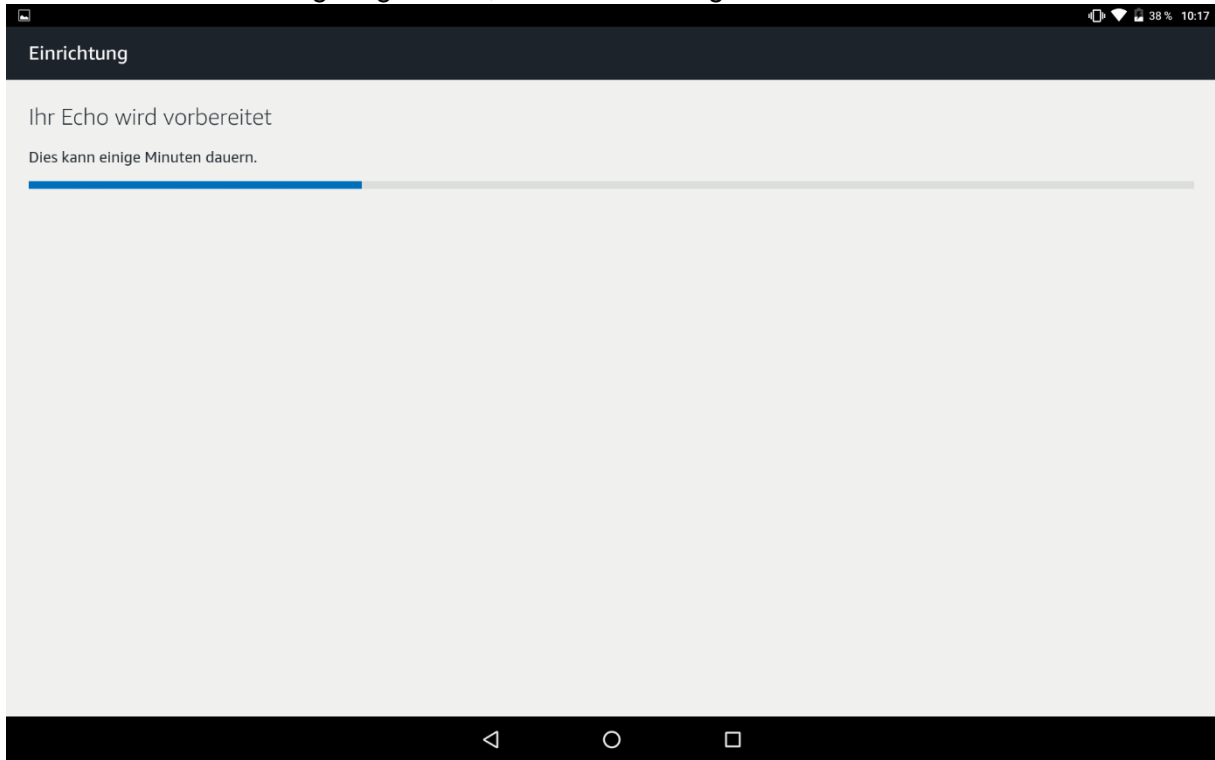 38 % 10:17
Einrichtung
Ihr Echo wird vorbereitet
Dies kann einige Minuten dauern.